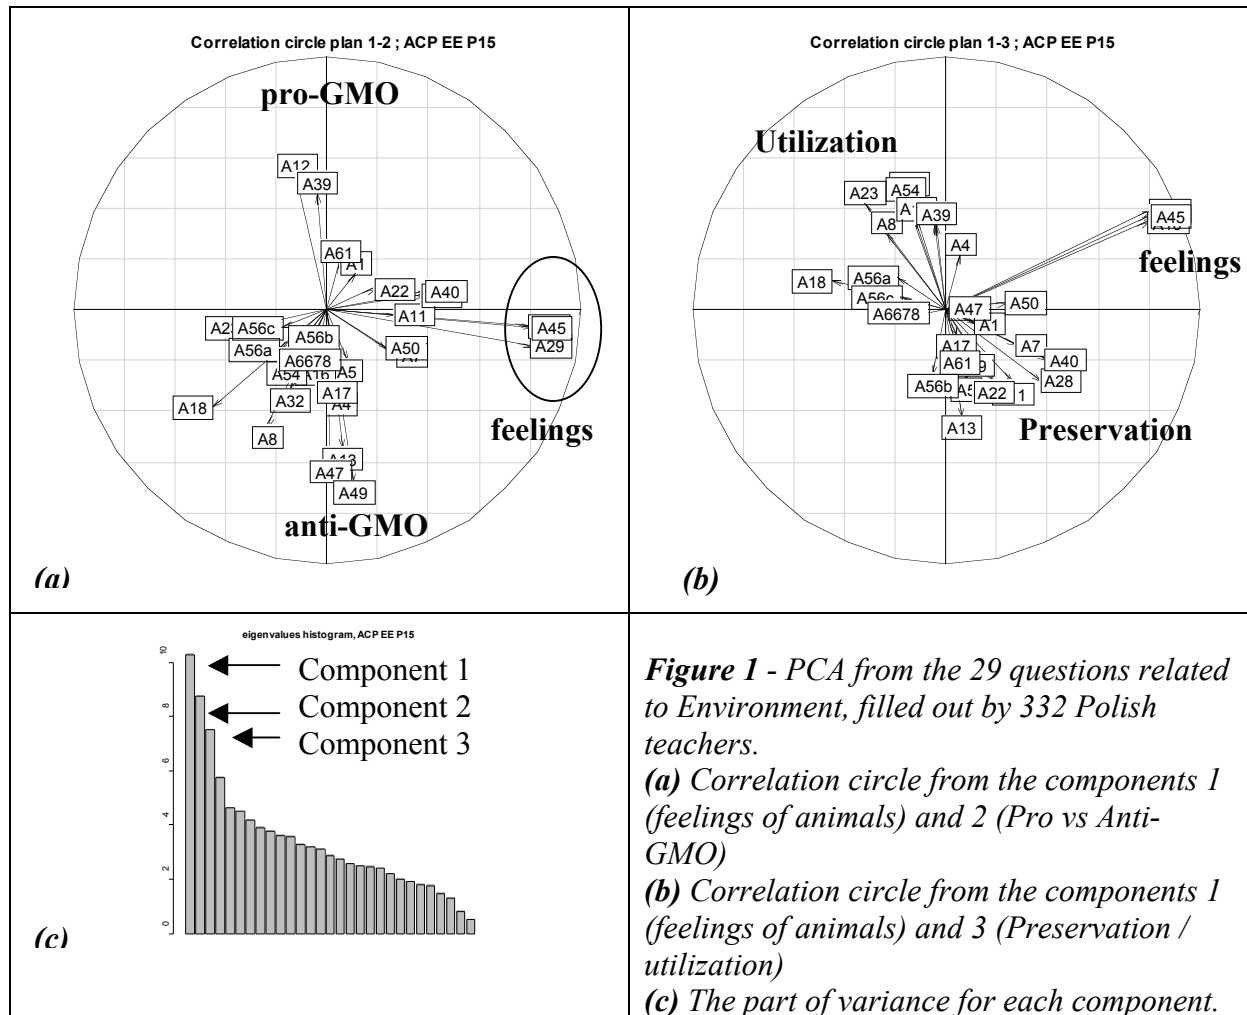 Correlation circle plan 1-2 ; ACP EE P15
pro-GMO
A12
A39
A61
A1
A22
A40
A11
A45
A29
A56c
A56b
A56a
A6678
A50
A54
A16
A5
A32
A17
A4
A18
A8
A13
A47
A49
feelings
anti-GMO
(a)
Correlation circle plan 1-3 ; ACP EE P15
Utilization
A23
A54
A39
A8
A4
A45
feelings
A18
A56a
A56c
A6678
A47
A50
A1
A17
A7
A61
A40
A28
A56b
A22
A13
Preservation
(b)
eigenvalues histogram, ACP EE P15
10
8
6
4
2
0
Component 1
Component 2
Component 3
(c)
Figure 1 - PCA from the 29 questions related
to Environment, filled out by 332 Polish
teachers.
(a) Correlation circle from the components 1
(feelings of animals) and 2 (Pro vs Anti-
GMO)
(b) Correlation circle from the components 1
(feelings of animals) and 3 (Preservation /
utilization)
(c) The part of variance for each component.